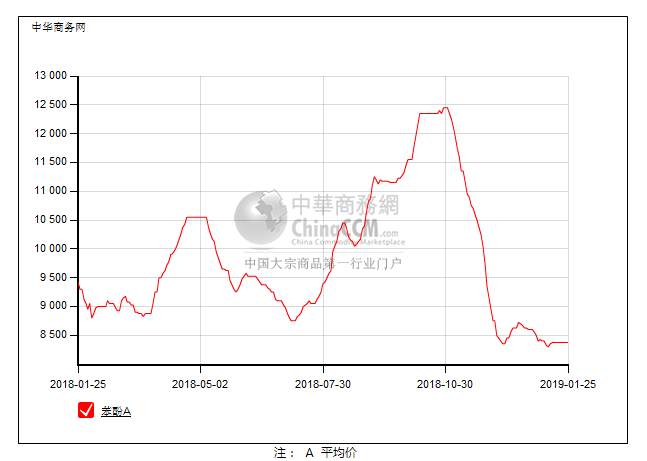 中华商务网
13 000
12 500
12 000
11 500
11 000
10 500
10 000
9 500
9 000
8 500
中華商務網
ChinaCCM.com
China Commodity Marketplace
中国大宗商品第一行业门户
2018-01-25 2018-05-02 2018-07-30 2018-10-30 2019-01-25
苯酚A
注： A 平均价